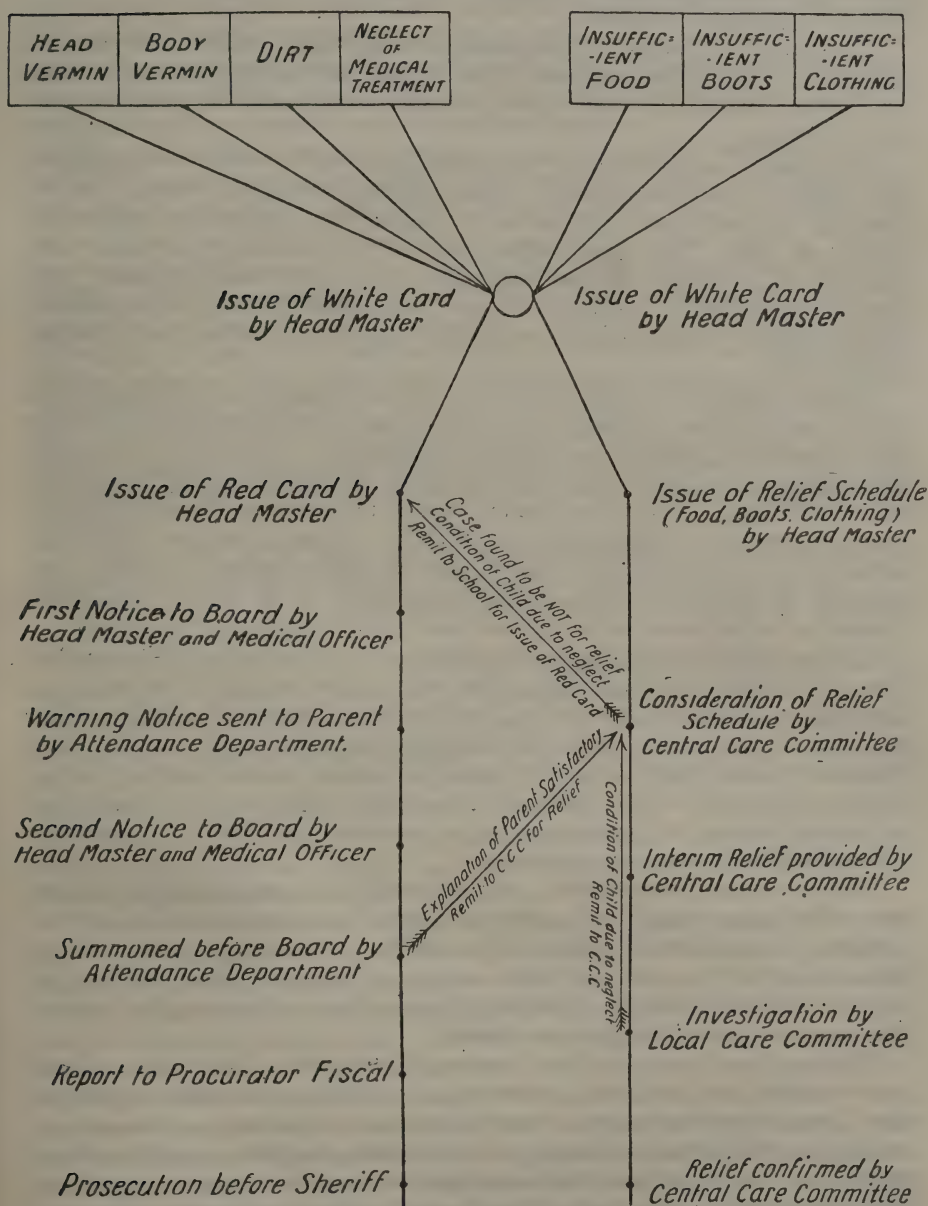 HEAD
VERMIN
BODY
VERMIN
DIRT
NEGLECT
OF
MEDICAL
TREATMENT
INSUFFIC=
-IENT
FOOD
INSUFFIC=
-IENT
BOOTS
INSUFFIC=
-IENT
CLOTHING
Issue of White Card
by Head Master
Issue of White Card
by Head Master
Issue of Red Card by
Head Master
Issue of Relief Schedule
(Food, Boots. Clothing)
by Head Master
Case found to be NOT for relief
Condition of Child due to neglect
Remit to School for Issue of Red Card
First Notice to Board by
Head Master and Medical Officer
Warning Notice sent to Parent
by Attendance Department.
Consideration of Relief
Schedule by
Central Care Committee
Explanation of Parent Satisfactory
Remit to C C C for Relief
Condition of Child due to neglect
Remit to C.C.C
Second Notice to Board by
Head Master and Medical Officer
Interim Relief provided by
Central Care Committee
Summoned before Board by
Attendance Department
Investigation by
Local Care Committee
Report to Procurator Fiscal
Prosecution before Sheriff
Relief confirmed by
Central Care Committee